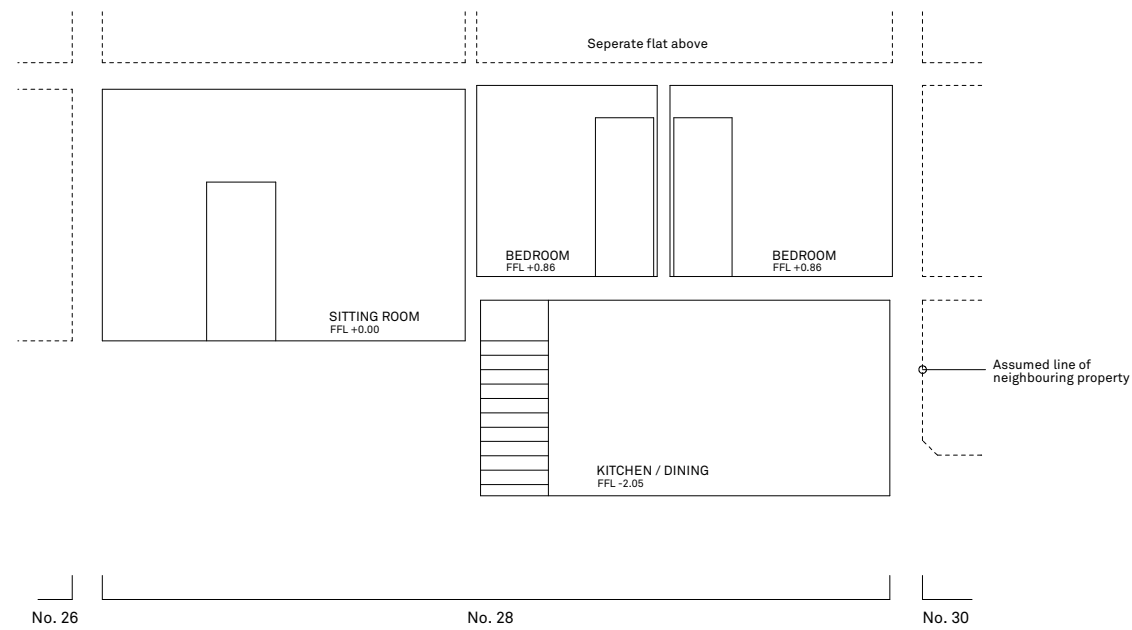 Seperate flat above
BEDROOM
FFL +0.86
BEDROOM
FFL +0.86
SITTING ROOM
FFL +0.00
Assumed line of
neighbouring property
KITCHEN / DINING
FFL -2.05
No. 26
No. 28
No. 30